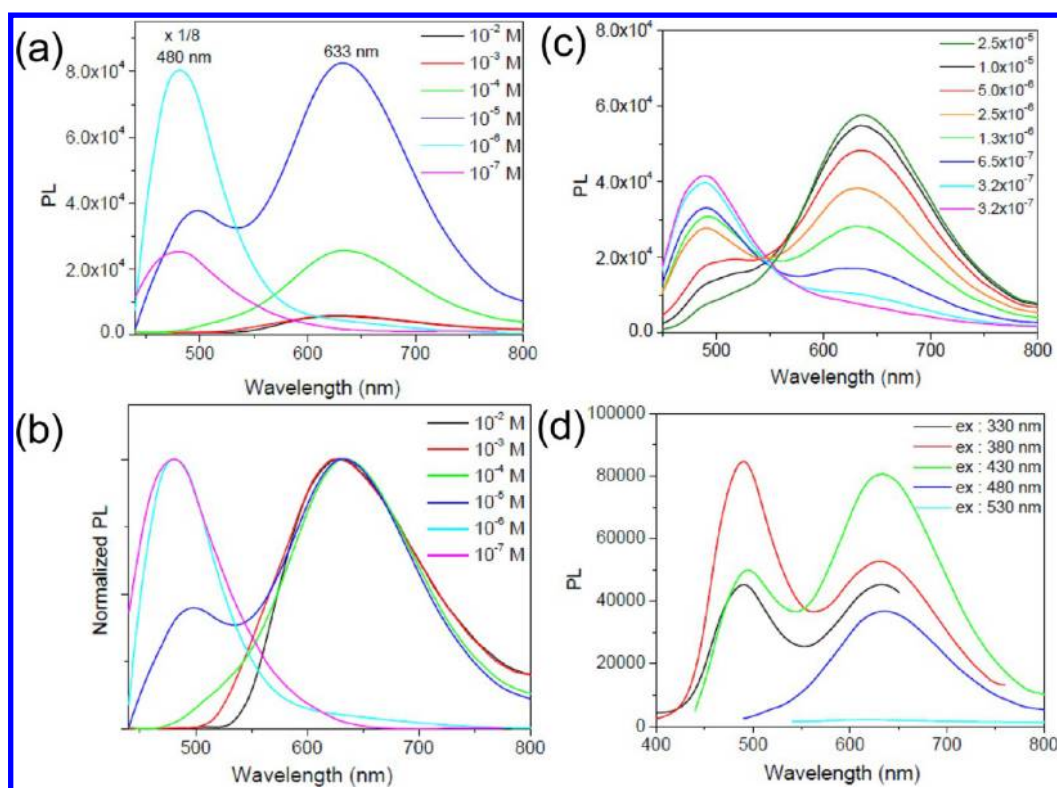 (a)
x 1/8
480 nm
633 nm
10⁻² M
10⁻³ M
10⁻⁴ M
10⁻⁵ M
10⁻⁶ M
10⁻⁷ M
8.0x10⁴
6.0x10⁴
4.0x10⁴
2.0x10⁴
0.0
PL
500 600 700 800
Wavelength (nm)
(c)
2.5x10⁻⁵
1.0x10⁻⁵
5.0x10⁻⁶
2.5x10⁻⁶
1.3x10⁻⁶
6.5x10⁻⁷
3.2x10⁻⁷
3.2x10⁻⁷
8.0x10⁴
6.0x10⁴
4.0x10⁴
2.0x10⁴
0.0
PL
500 600 700 800
Wavelength (nm)
(b)
10⁻² M
10⁻³ M
10⁻⁴ M
10⁻⁵ M
10⁻⁶ M
10⁻⁷ M
Normalized PL
500 600 700 800
Wavelength (nm)
(d)
ex : 330 nm
ex : 380 nm
ex : 430 nm
ex : 480 nm
ex : 530 nm
100000
80000
60000
40000
20000
0
PL
400 500 600 700 800
Wavelength (nm)